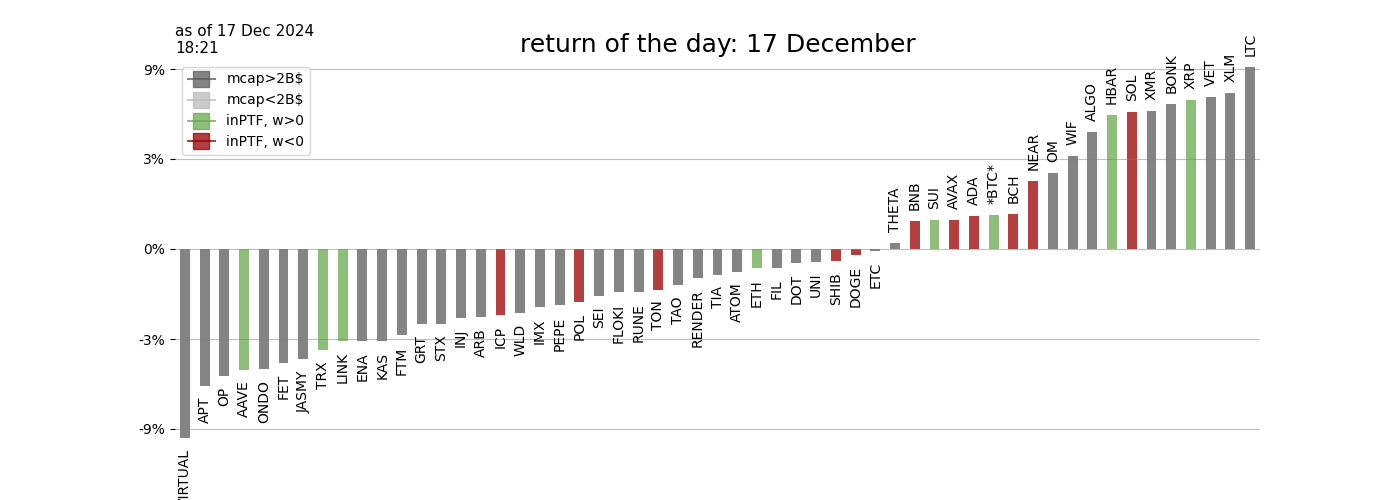 as of 17 Dec 2024
18:21
return of the day: 17 December
mcap>2B$
mcap<2B$
inPTF, w>0
inPTF, w<0
9%
3%
0%
-3%
-9%
VIRTUAL
APT
OP
AAVE
ONDO
FET
JASMY
TRX
LINK
ENA
KAS
FTM
GRT
STX
INJ
ARB
ICP
WLD
IMX
PEPE
POL
SEI
FLOKI
RUNE
TON
TAO
RENDER
TIA
ATOM
ETH
FIL
DOT
UNI
SHIB
DOGE
ETC
THETA
BNB
SUI
AVAX
ADA
*BTC*
BCH
NEAR
OM
WIF
ALGO
HBAR
SOL
XMR
BONK
XRP
VET
XLM
LTC